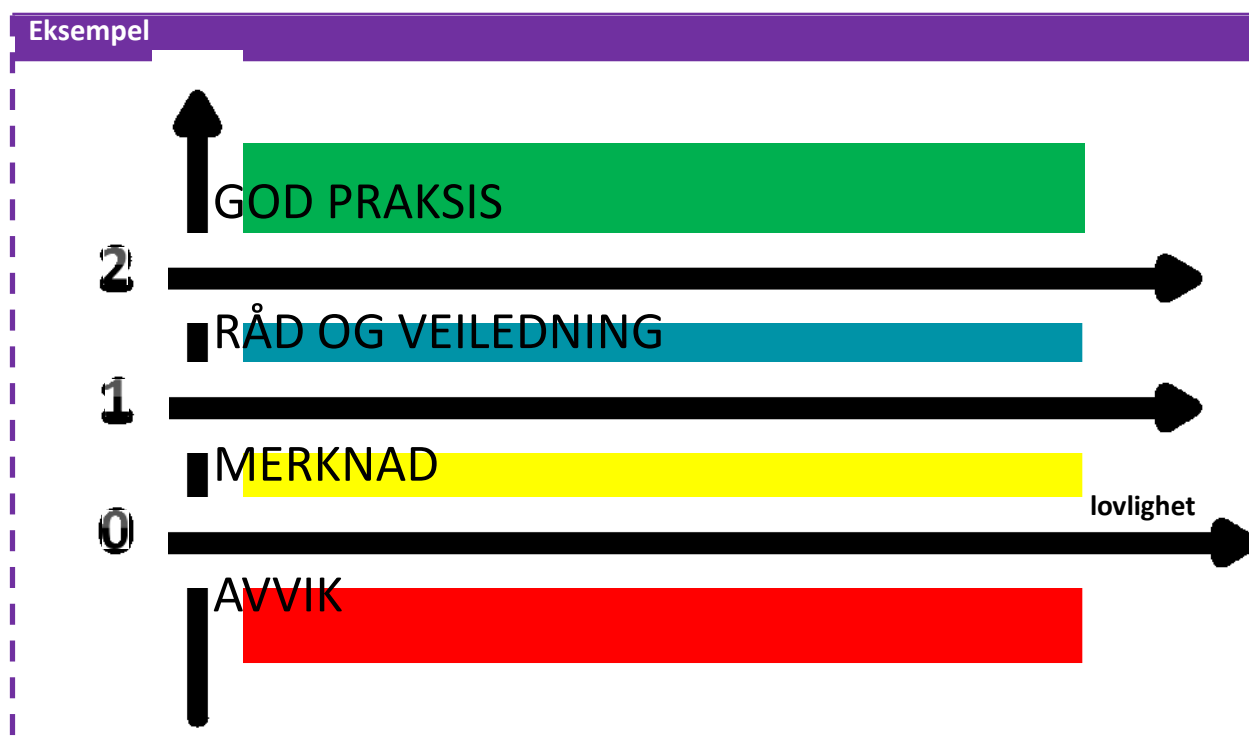 Eksempel
GOD PRAKSIS
2
RÅD OG VEILEDNING
1
MERKNAD
lovlighet
0
AVVIK